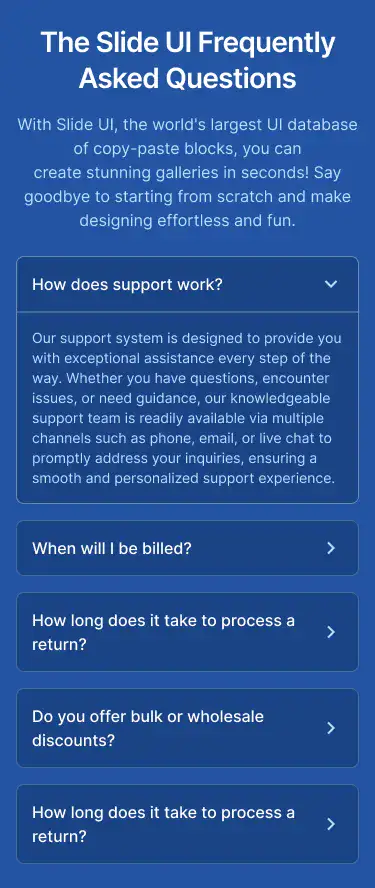 The Slide UI Frequently
Asked Questions
With Slide UI, the world's largest UI database
of copy-paste blocks, you can
create stunning galleries in seconds! Say
goodbye to starting from scratch and make
designing effortless and fun.
How does support work?
Our support system is designed to provide you
with exceptional assistance every step of the
way. Whether you have questions, encounter
issues, or need guidance, our knowledgeable
support team is readily available via multiple
channels such as phone, email, or live chat to
promptly address your inquiries, ensuring a
smooth and personalized support experience.
When will I be billed?
How long does it take to process a
return?
Do you offer bulk or wholesale
discounts?
How long does it take to process a
return?